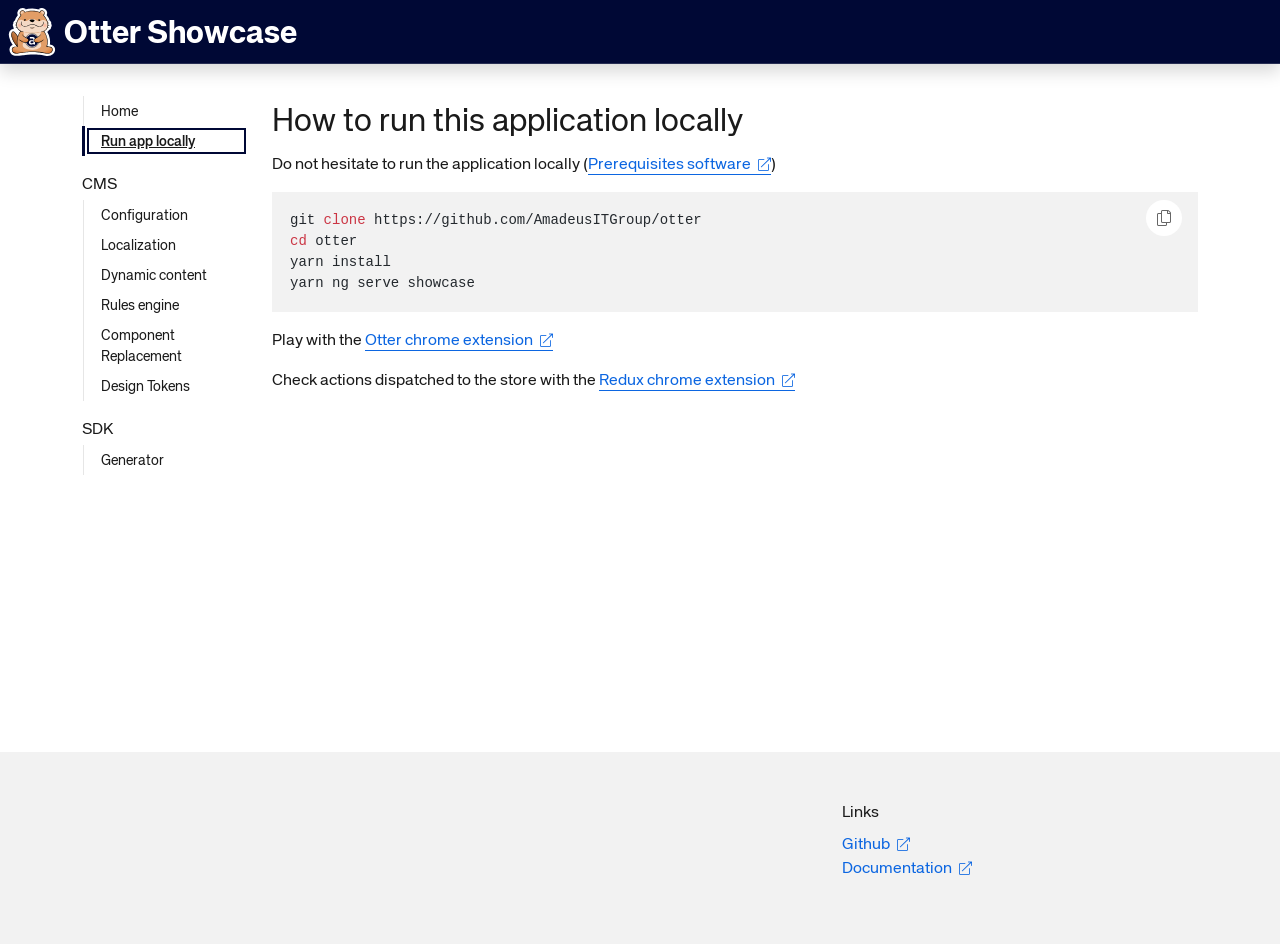 Otter Showcase
Home
Run app locally
CMS
Configuration
Localization
Dynamic content
Rules engine
Component
Replacement
Design Tokens
SDK
Generator
How to run this application locally
Do not hesitate to run the application locally (Prerequisites software)
git clone https://github.com/AmadeusITGroup/otter
cd otter
yarn install
yarn ng serve showcase
Play with the Otter chrome extension
Check actions dispatched to the store with the Redux chrome extension
Links
Github
Documentation